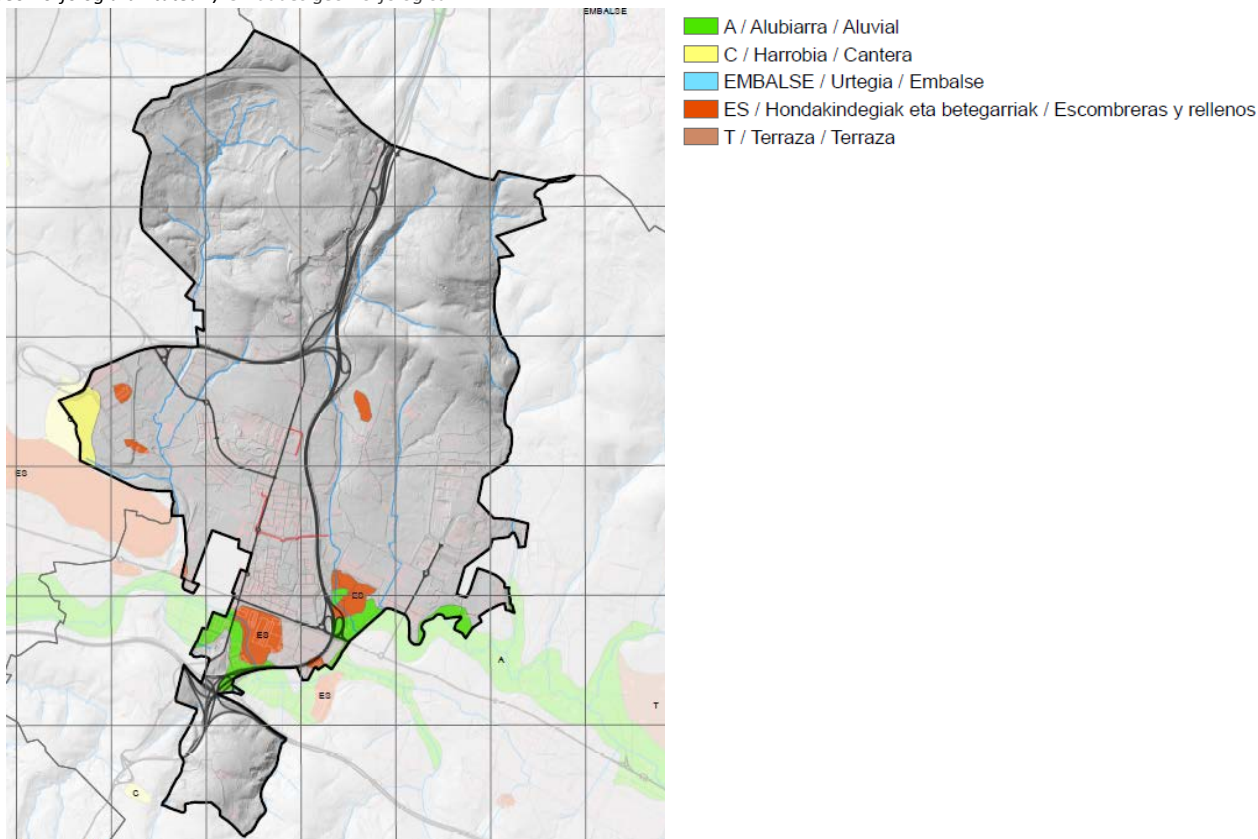 EMBALSE
A / Alubiarra / Aluvial
C / Harrobia / Cantera
EMBALSE / Urtegia / Embalse
ES / Hondakindegiak eta betegarriak / Escombreras y rellenos
T / Terraza / Terraza
ES
ES
ES
A
ES
T
C